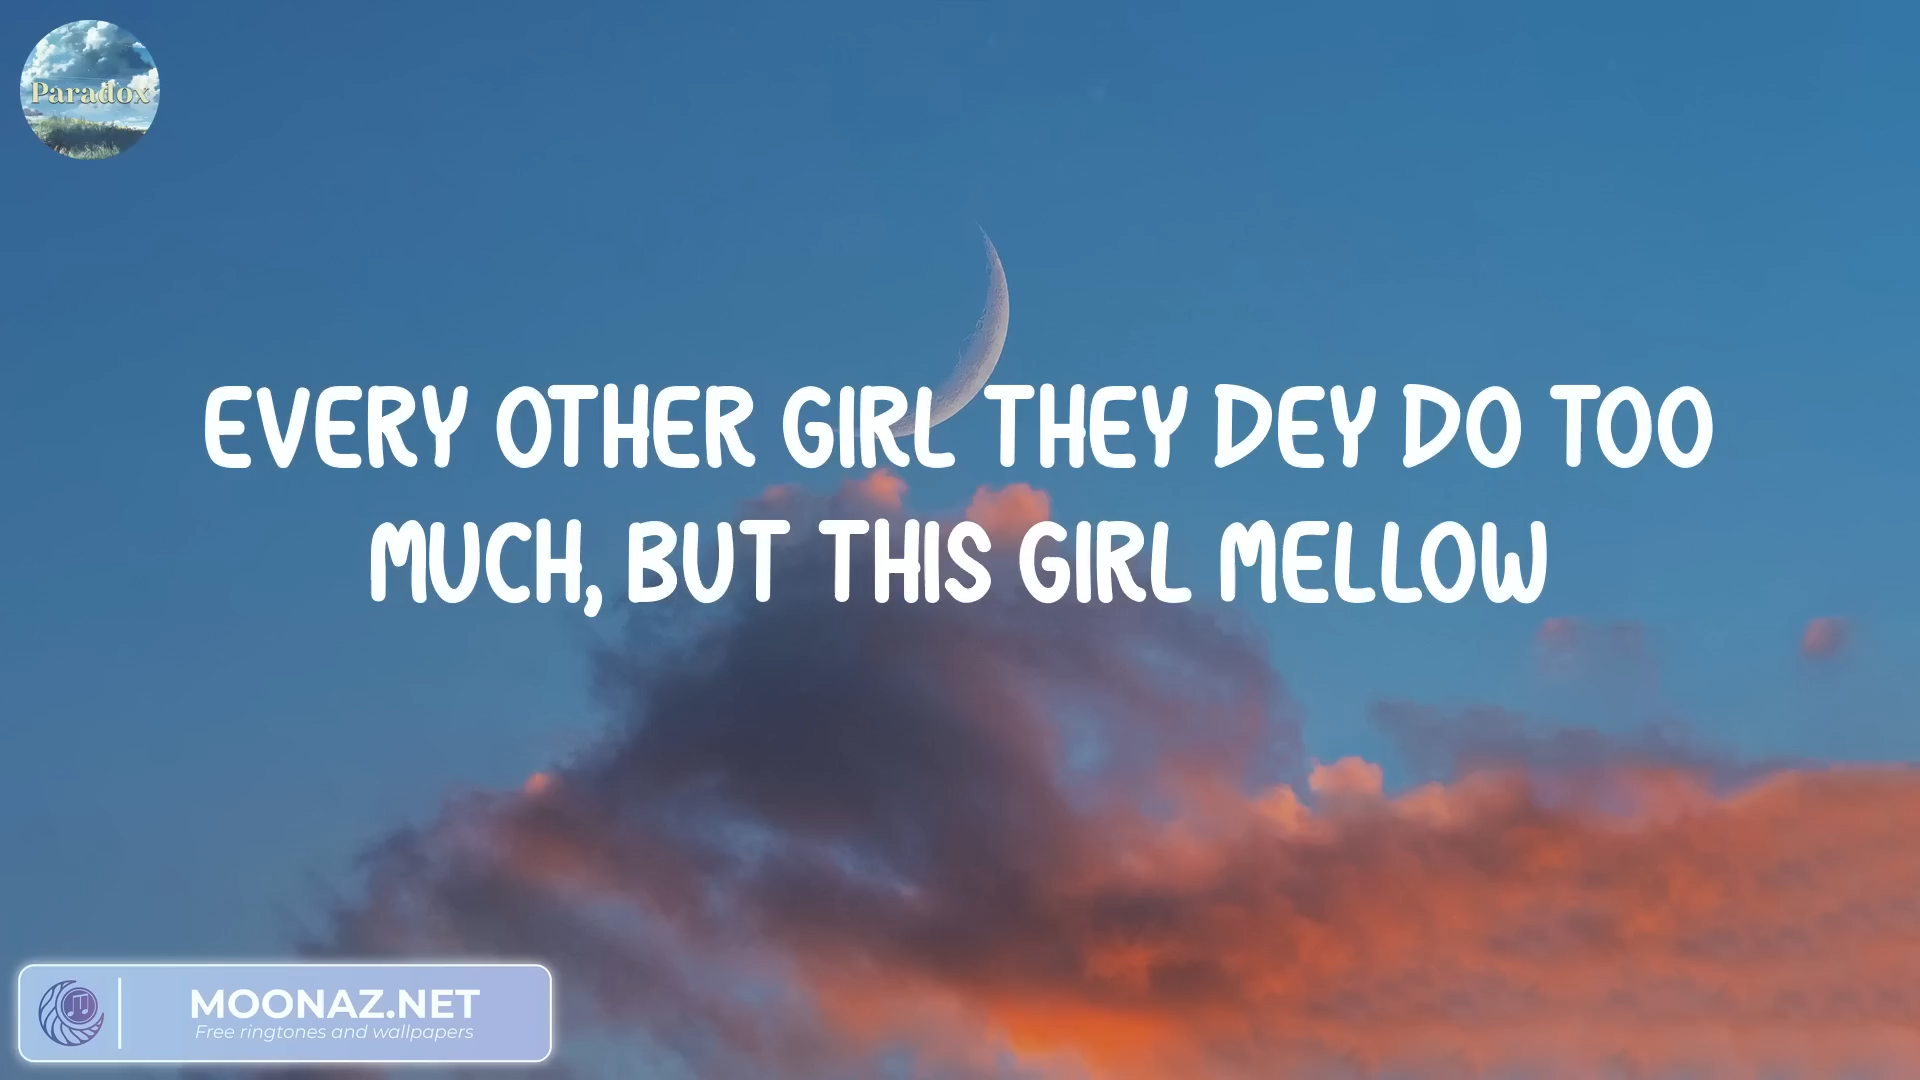 Paradox
EVERY OTHER GIRL THEY DEY DO TOO
MUCH, BUT THIS GIRL MELLOW
MOONAZ.NET
Free ringtones and wallpapers